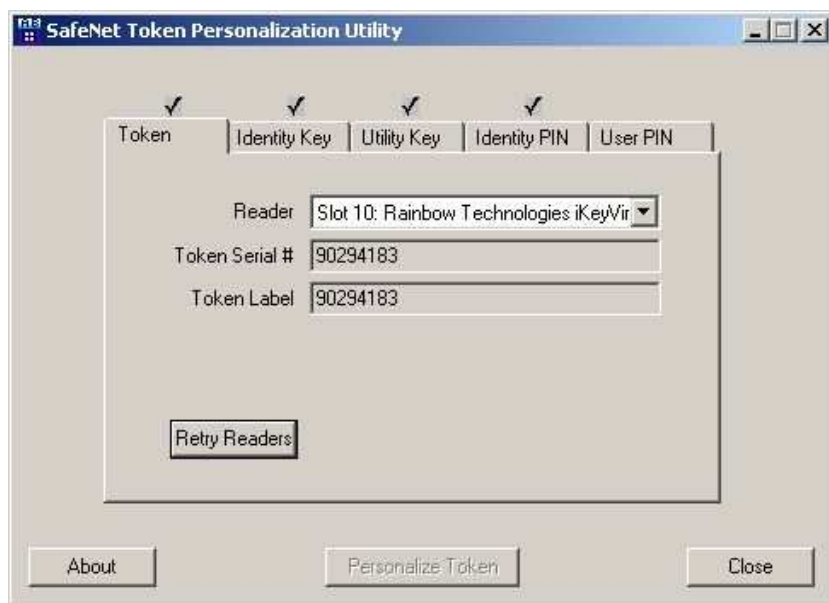 SafeNet Token Personalization Utility
Token Identity Key Utility Key Identity PIN User PIN
Reader Slot 10: Rainbow Technologies iKeyVir
Token Serial # 90294183
Token Label 90294183
Retry Readers
About Personalize Token Close